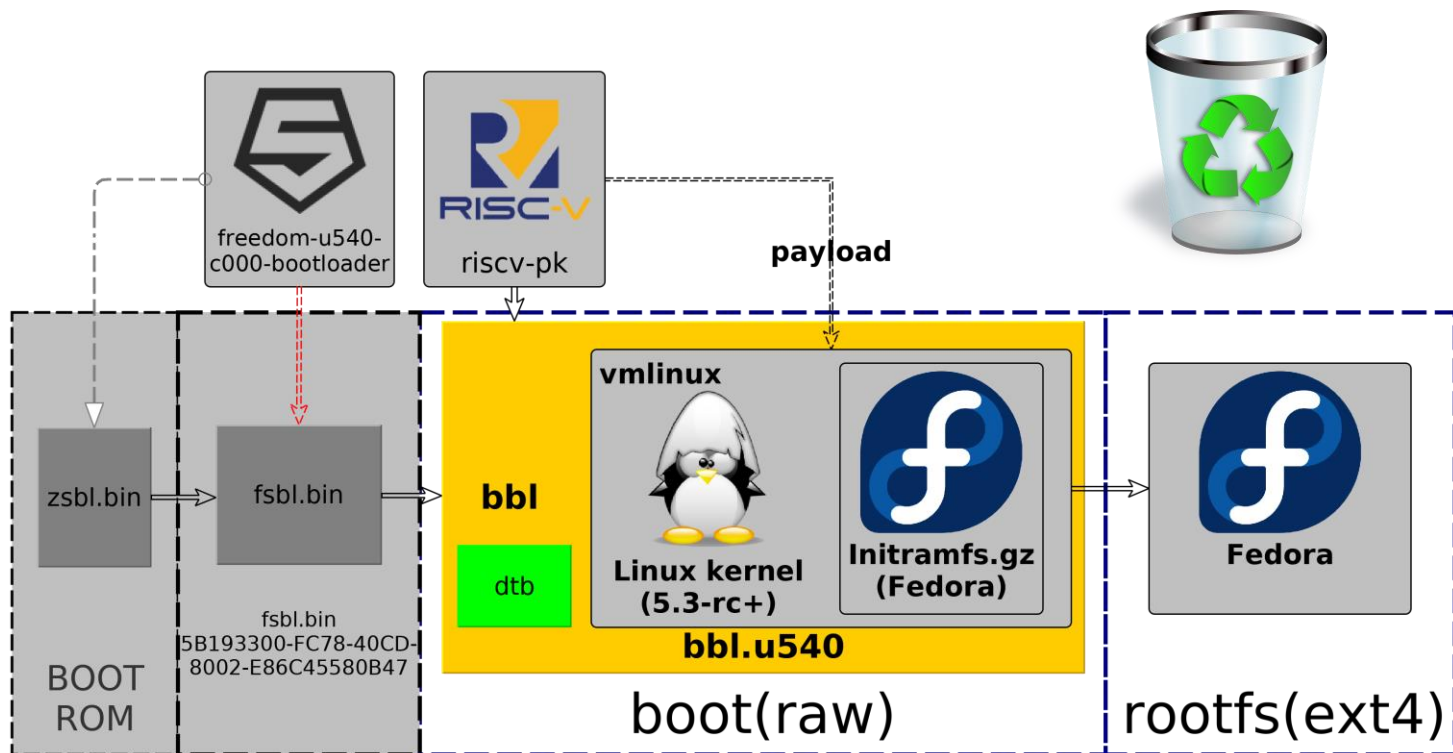 freedom-u540-
c000-bootloader
RISC-V
riscv-pk
payload
zsbl.bin
BOOT
ROM
fsbl.bin
fsbl.bin
5B193300-FC78-40CD-
8002-E86C45580B47
bbl
dtb
vmlinux
Linux kernel
(5.3-rc+)
Initramfs.gz
(Fedora)
bbl.u540
boot(raw)
Fedora
rootfs(ext4)